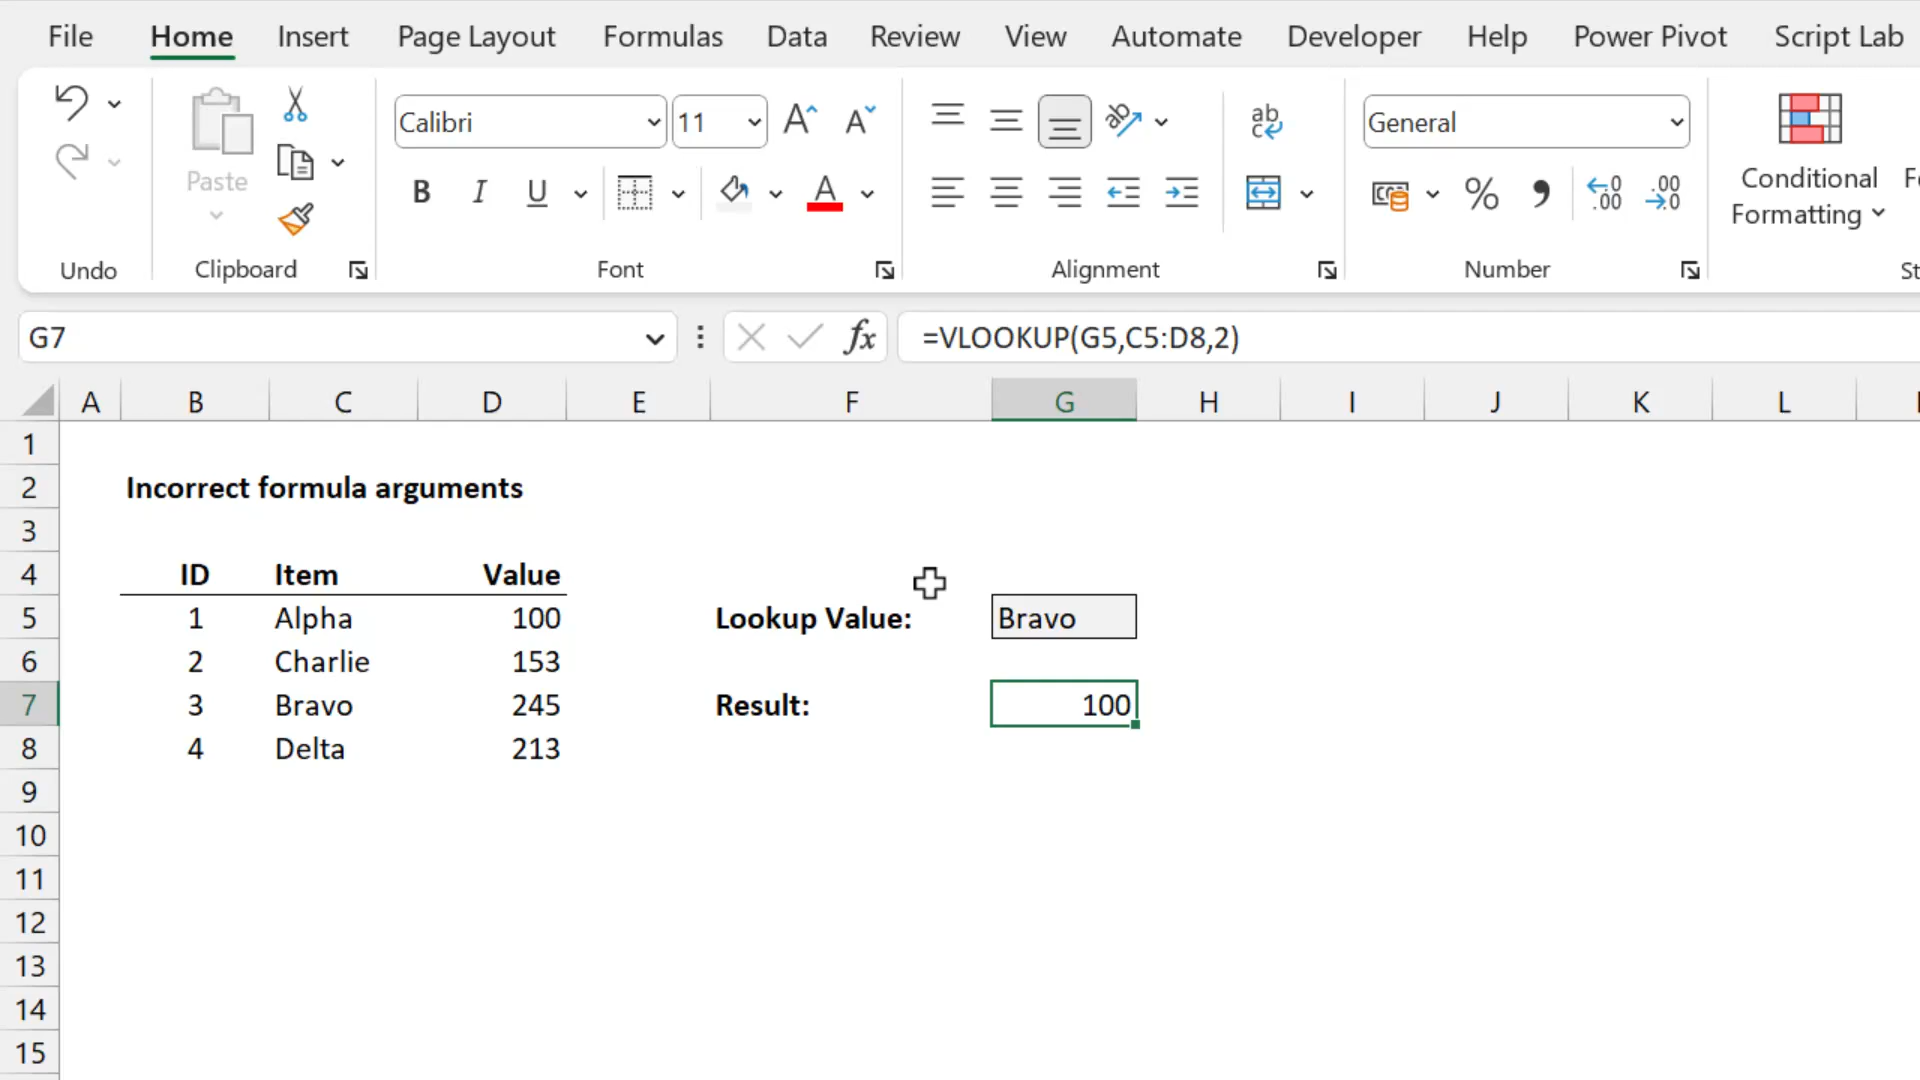 File Home Insert Page Layout Formulas Data Review View Automate Developer Help Power Pivot Script Lab
Calibri 11 General
Paste
B I U A
Conditional
Formatting
Undo Clipboard Font Alignment Number
G7 fx =VLOOKUP(G5,C5:D8,2)
A B C D E F G H I J K L
1
2 Incorrect formula arguments
3
4 ID Item Value
5 1 Alpha 100 Lookup Value: Bravo
6 2 Charlie 153
7 3 Bravo 245 Result: 100
8 4 Delta 213
9
10
11
12
13
14
15